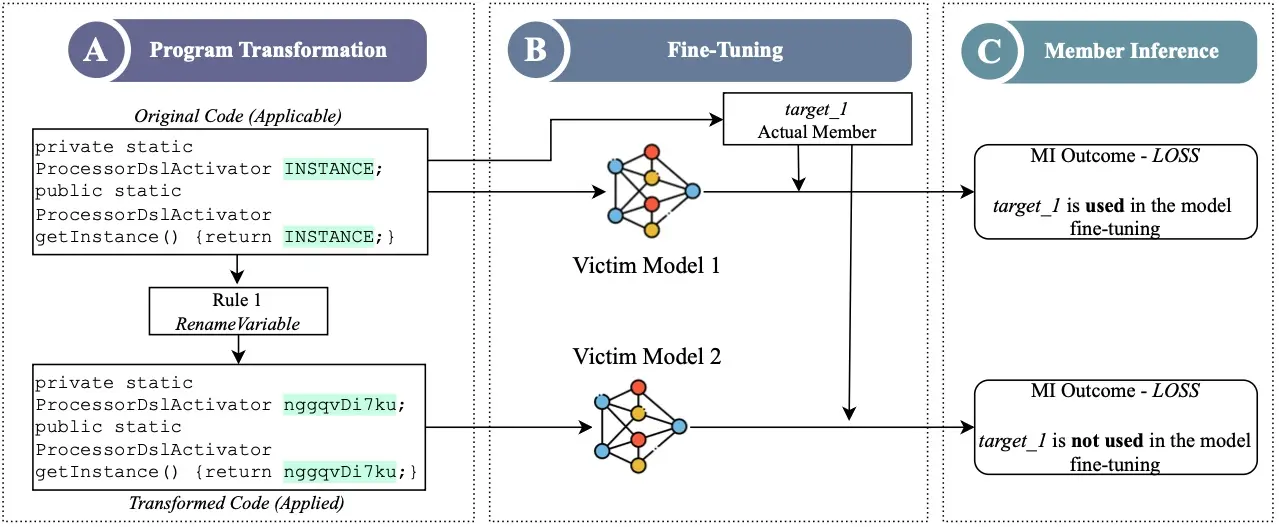 A Program Transformation
Original Code (Applicable)
private static
ProcessorDslActivator INSTANCE;
public static
ProcessorDslActivator
getInstance() {return INSTANCE;}
Rule 1
RenameVariable
private static
ProcessorDslActivator nggqvDi7ku;
public static
ProcessorDslActivator
getInstance() {return nggqvDi7ku;}
Transformed Code (Applied)
B Fine-Tuning
target_1
Actual Member
Victim Model 1
Victim Model 2
C Member Inference
MI Outcome - LOSS
target_1 is used in the model
fine-tuning
MI Outcome - LOSS
target_1 is not used in the model
fine-tuning